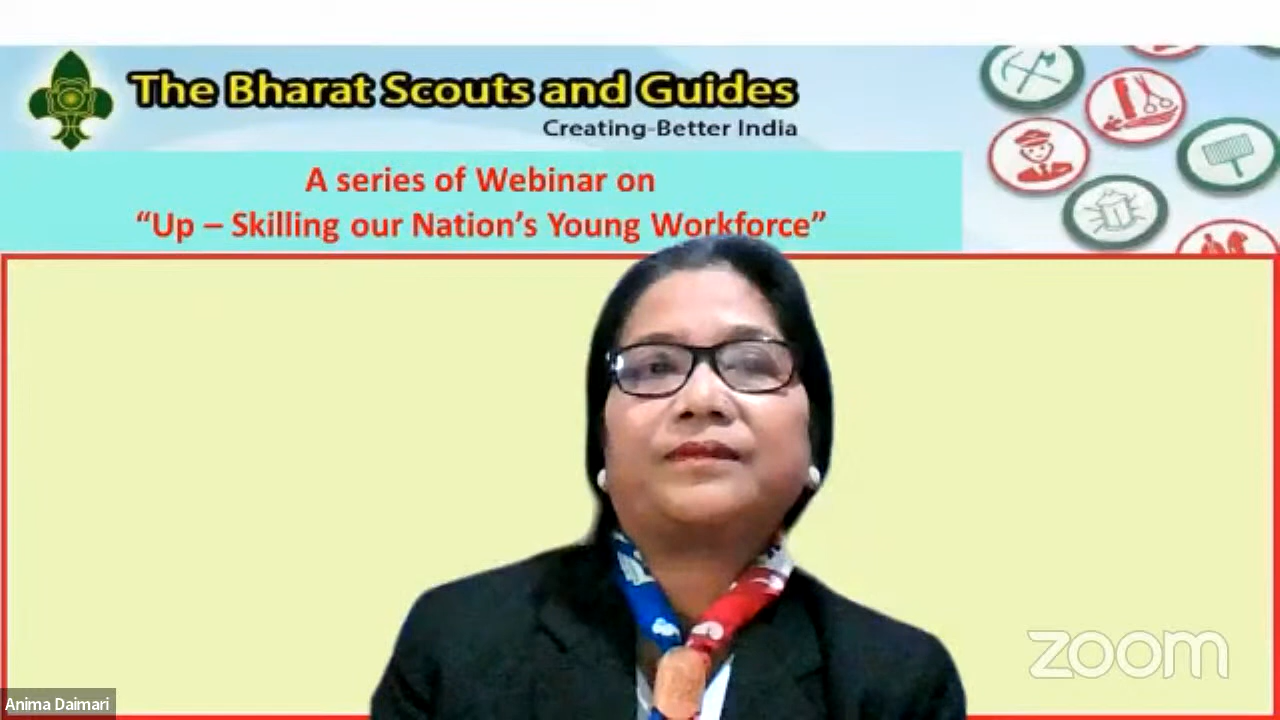 The Bharat Scouts and Guides
Creating-Better India
A series of Webinar on
“Up – Skilling our Nation’s Young Workforce”
zoom
Anima Daimari